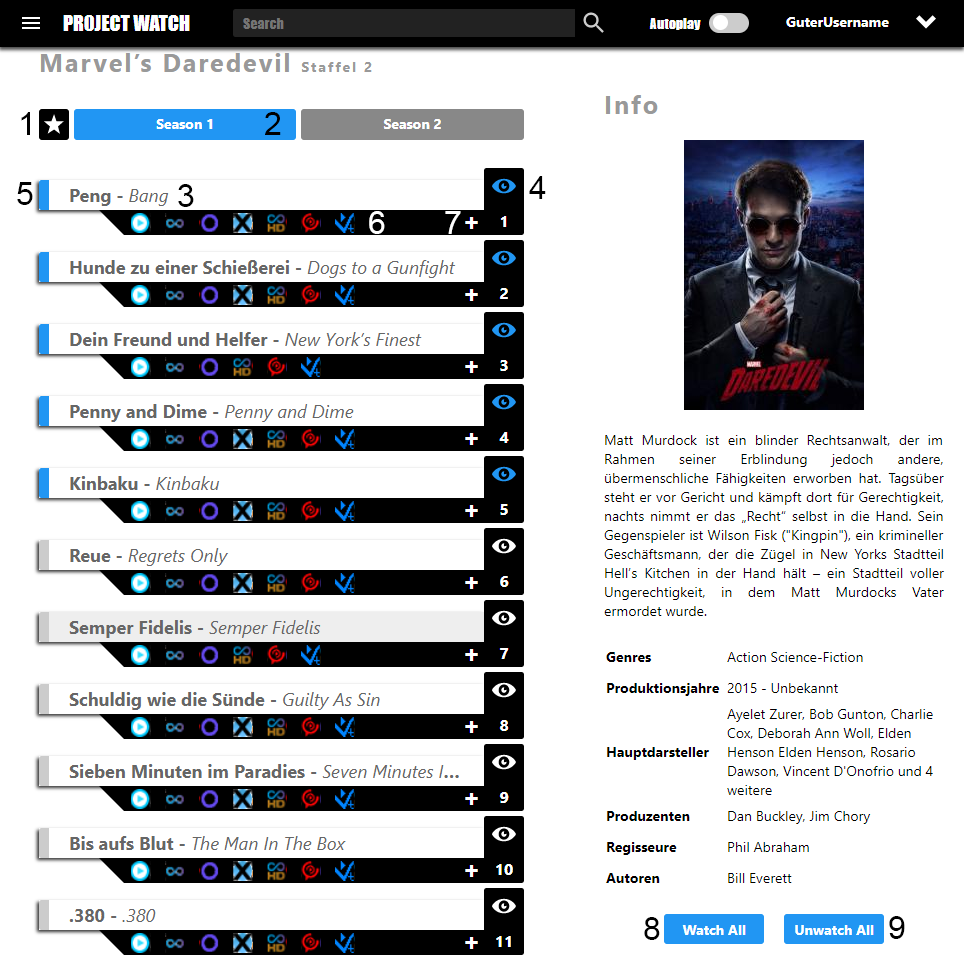 PROJECT WATCH
Search
Autoplay
GuterUsername
Marvel's Daredevil Staffel 2
1
Season 1 2
Season 2
5 Peng - Bang 3
4
6 7 + 1
Hunde zu einer Schießerei - Dogs to a Gunfight
HD + 2
Dein Freund und Helfer - New York's Finest
HD + 3
Penny and Dime - Penny and Dime
HD + 4
Kinbaku - Kinbaku
HD + 5
Reue - Regrets Only
HD + 6
Semper Fidelis - Semper Fidelis
HD + 7
Schuldig wie die Sünde - Guilty As Sin
HD + 8
Sieben Minuten im Paradies - Seven Minutes I...
HD + 9
Bis aufs Blut - The Man In The Box
HD + 10
.380 - .380
HD + 11
Info
MARVEL
DAREDEVIL
Matt Murdock ist ein blinder Rechtsanwalt, der im
Rahmen seiner Erblindung jedoch andere,
übermenschliche Fähigkeiten erworben hat. Tagsüber
steht er vor Gericht und kämpft dort für Gerechtigkeit,
nachts nimmt er das „Recht“ selbst in die Hand. Sein
Gegenspieler ist Wilson Fisk ("Kingpin"), ein krimineller
Geschäftsmann, der die Zügel in New Yorks Stadtteil
Hell's Kitchen in der Hand hält – ein Stadtteil voller
Ungerechtigkeit, in dem Matt Murdocks Vater
ermordet wurde.
Genres Action Science-Fiction
Produktionsjahre 2015 - Unbekannt
Hauptdarsteller Ayelet Zurer, Bob Gunton, Charlie
Cox, Deborah Ann Woll, Elden
Henson Elden Henson, Rosario
Dawson, Vincent D'Onofrio und 4
weitere
Produzenten Dan Buckley, Jim Chory
Regisseure Phil Abraham
Autoren Bill Everett
8 Watch All
Unwatch All 9